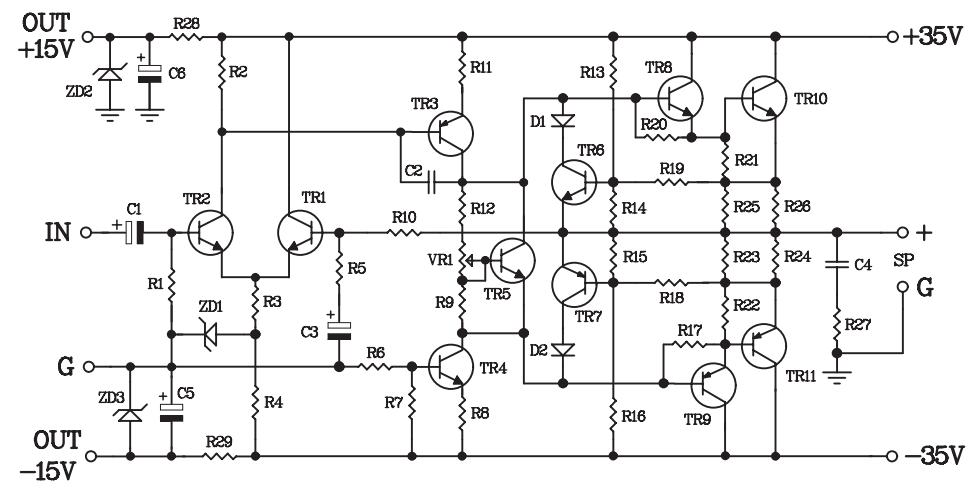 OUT
+15V
R28
+35V
ZD2
+
C6
R2
R11
R13
TR8
TR10
TR3
D1
R20
TR6
C2
R19
R21
TR2
TR1
IN
+
C1
R10
R12
R14
R25
R26
+
R1
R5
VR1
TR5
R15
R23
R24
C4
SP
G
R3
R9
TR7
R18
R22
ZD1
+
C3
D2
R17
R27
G
R6
TR4
TR11
ZD3
+
C5
R4
R7
R8
R16
TR9
OUT
-15V
R29
-35V